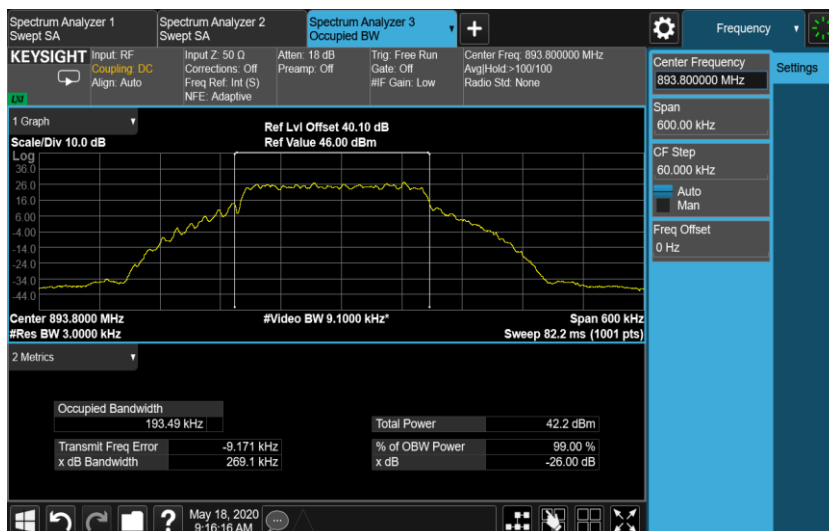 Spectrum Analyzer 1
Swept SA
Spectrum Analyzer 2
Swept SA
Spectrum Analyzer 3
Occupied BW
Frequency
KEYSIGHT
LXI
Input: RF
Coupling: DC
Align: Auto
Input Z: 50 Ω
Corrections: Off
Freq Ref: Int (S)
NFE: Adaptive
Atten: 18 dB
Preamp: Off
Trig: Free Run
Gate: Off
#IF Gain: Low
Center Freq: 893.800000 MHz
Avg|Hold:>100/100
Radio Std: None
1 Graph
Scale/Div 10.0 dB
Ref Lvl Offset 40.10 dB
Ref Value 46.00 dBm
Log
36.0
26.0
16.0
6.00
-4.00
-14.0
-24.0
-34.0
-44.0
Center 893.8000 MHz
#Res BW 3.0000 kHz
#Video BW 9.1000 kHz*
Span 600 kHz
Sweep 82.2 ms (1001 pts)
2 Metrics
Occupied Bandwidth
193.49 kHz
Total Power 42.2 dBm
Transmit Freq Error -9.171 kHz
% of OBW Power 99.00 %
x dB Bandwidth 269.1 kHz
x dB -26.00 dB
Center Frequency
893.800000 MHz
Settings
Span
600.00 kHz
CF Step
60.000 kHz
Auto
Man
Freq Offset
0 Hz
May 18, 2020
9:16:16 AM